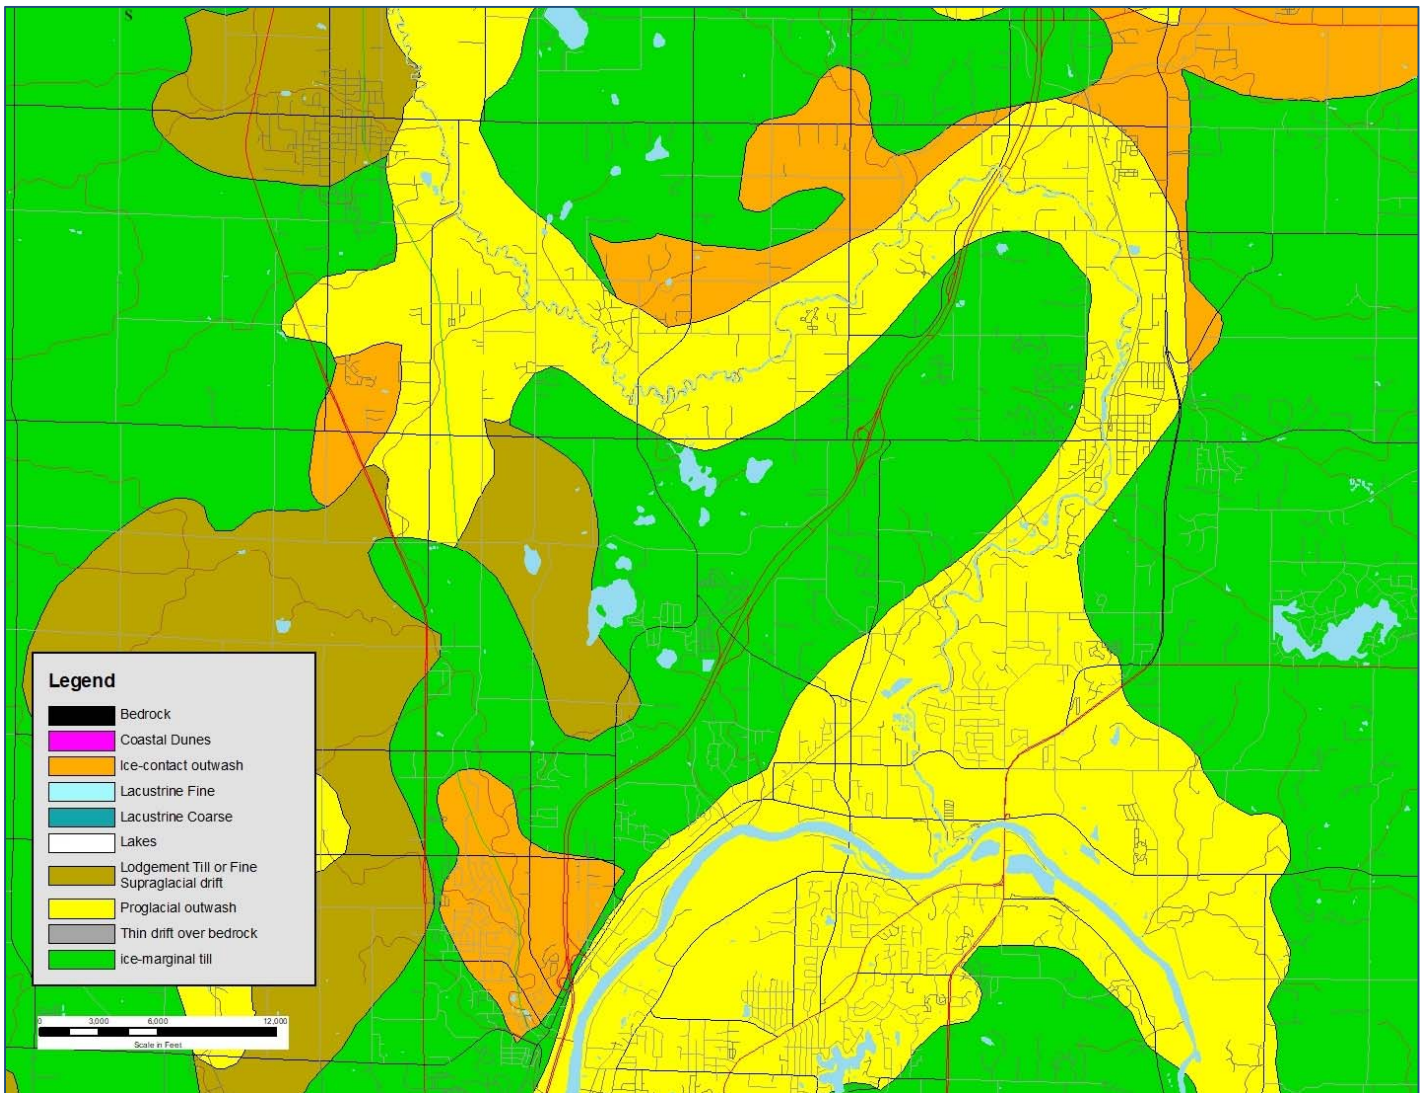 S
Legend
Bedrock
Coastal Dunes
Ice-contact outwash
Lacustrine Fine
Lacustrine Coarse
Lakes
Lodgement Till or Fine
Supraglacial drift
Proglacial outwash
Thin drift over bedrock
ice-marginal till
0 3,000 6,000 12,000
Scale in Feet